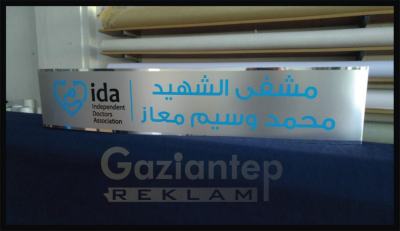 ida
Independent
Doctors
Association
مشفى الشهيد
محمد وسيم معاز
Gaziantep
REKLAM